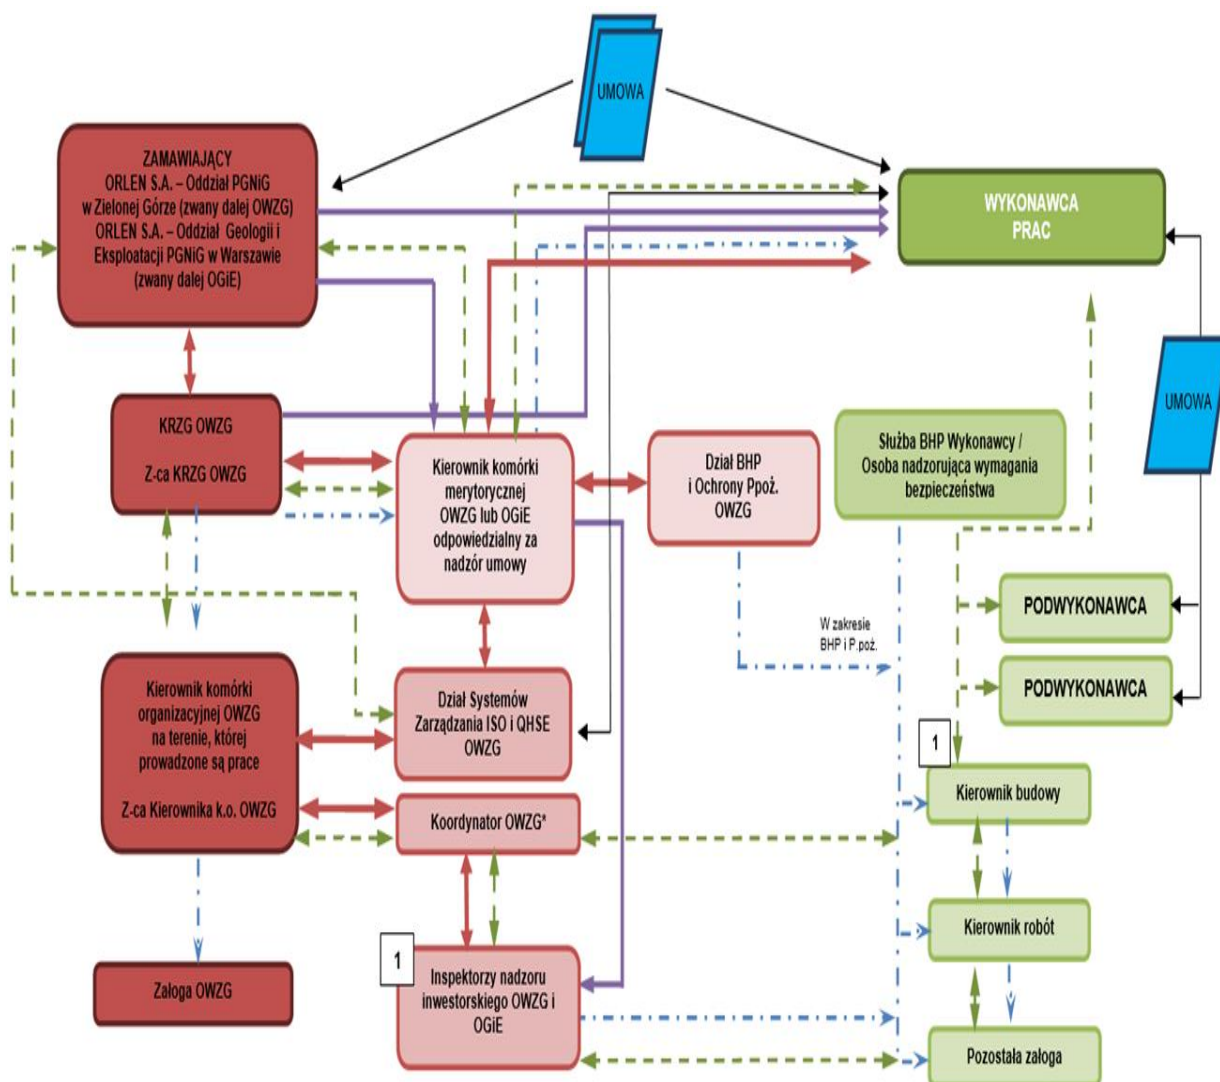 UMOWA
ZAMAWIAJĄCY
ORLEN S.A. – Oddział PGNiG
w Zielonej Górze (zwany dalej OWZG)
ORLEN S.A. – Oddział Geologii i
Eksploatacji PGNiG w Warszawie
(zwany dalej OGiE)
WYKONAWCA
PRAC
UMOWA
KRZG OWZG
Z-ca KRZG OWZG
Kierownik komórki
merytorycznej
OWZG lub OGiE
odpowiedzialny za
nadzór umowy
Dział BHP
i Ochrony Ppoż.
OWZG
Służba BHP Wykonawcy /
Osoba nadzorująca wymagania
bezpieczeństwa
PODWYKONAWCA
W zakresie
BHP i P.poż.
PODWYKONAWCA
Kierownik komórki
organizacyjnej OWZG
na terenie, której
prowadzone są prace
Z-ca Kierownika k.o. OWZG
Dział Systemów
Zarządzania ISO i QHSE
OWZG
1
Kierownik budowy
Koordynator OWZG*
Kierownik robót
1
Inspektorzy nadzoru
inwestorskiego OWZG i
OGiE
Załoga OWZG
Pozostała załoga